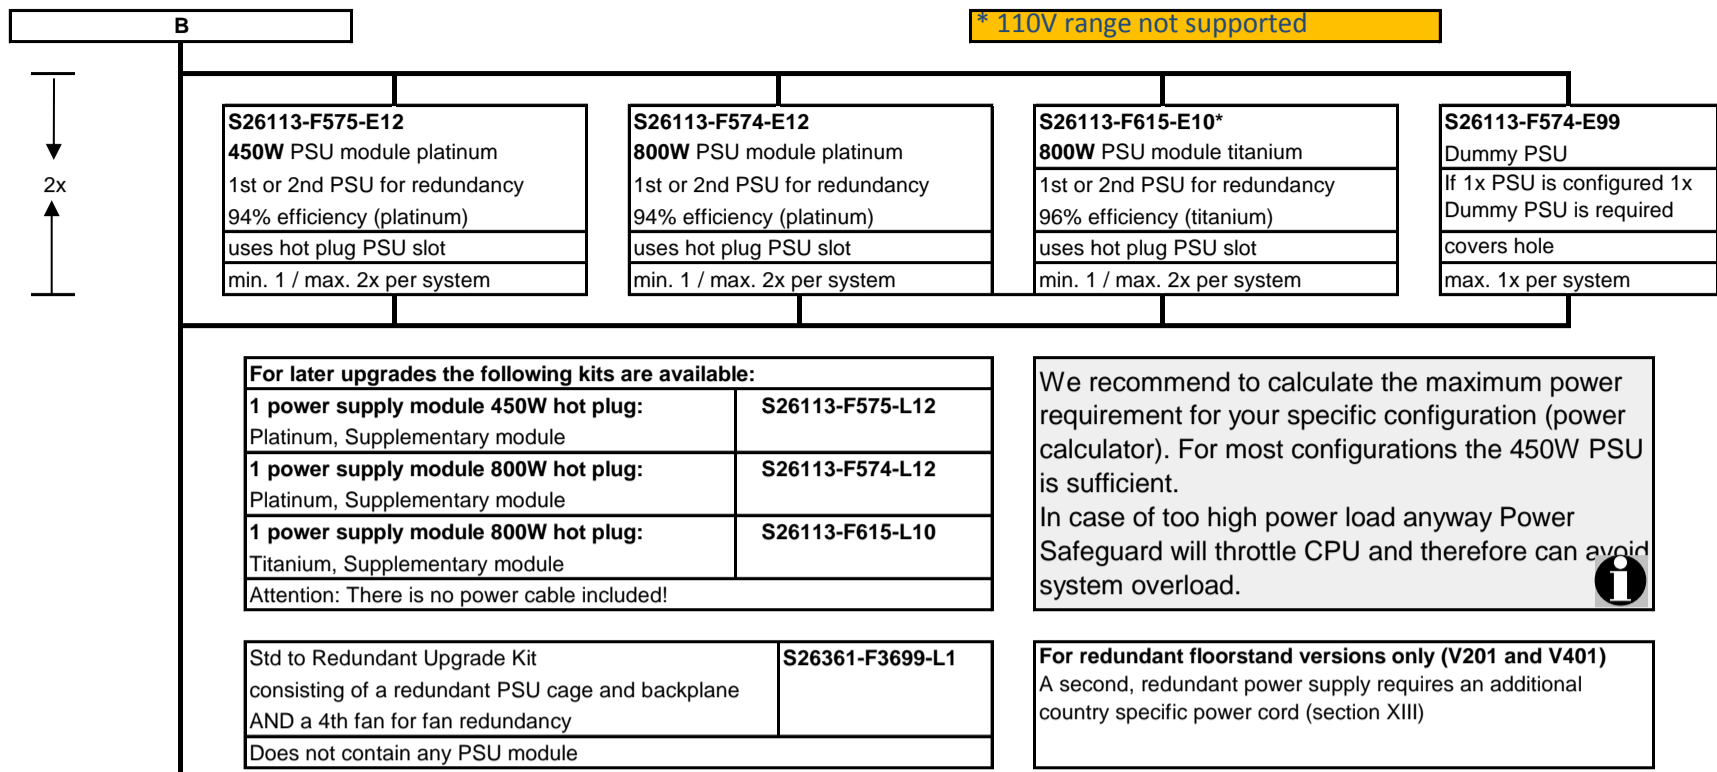 B
* 110V range not supported
2x
S26113-F575-E12
450W PSU module platinum
1st or 2nd PSU for redundancy
94% efficiency (platinum)
uses hot plug PSU slot
min. 1 / max. 2x per system
S26113-F574-E12
800W PSU module platinum
1st or 2nd PSU for redundancy
94% efficiency (platinum)
uses hot plug PSU slot
min. 1 / max. 2x per system
S26113-F615-E10*
800W PSU module titanium
1st or 2nd PSU for redundancy
96% efficiency (titanium)
uses hot plug PSU slot
min. 1 / max. 2x per system
S26113-F574-E99
Dummy PSU
If 1x PSU is configured 1x
Dummy PSU is required
covers hole
max. 1x per system
For later upgrades the following kits are available:
1 power supply module 450W hot plug: S26113-F575-L12
Platinum, Supplementary module
1 power supply module 800W hot plug: S26113-F574-L12
Platinum, Supplementary module
1 power supply module 800W hot plug: S26113-F615-L10
Titanium, Supplementary module
Attention: There is no power cable included!
We recommend to calculate the maximum power
requirement for your specific configuration (power
calculator). For most configurations the 450W PSU
is sufficient.
In case of too high power load anyway Power
Safeguard will throttle CPU and therefore can avoid
system overload.
Std to Redundant Upgrade Kit S26361-F3699-L1
consisting of a redundant PSU cage and backplane
AND a 4th fan for fan redundancy
Does not contain any PSU module
For redundant floorstand versions only (V201 and V401)
A second, redundant power supply requires an additional
country specific power cord (section XIII)